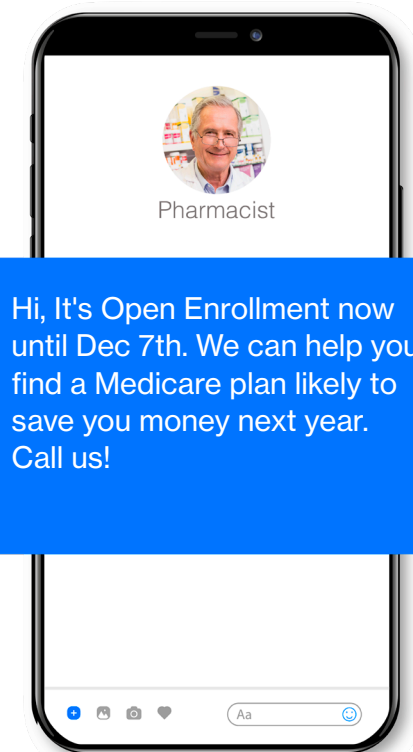 Pharmacist
Hi, It's Open Enrollment now
until Dec 7th. We can help you
find a Medicare plan likely to
save you money next year.
Call us!
Aa